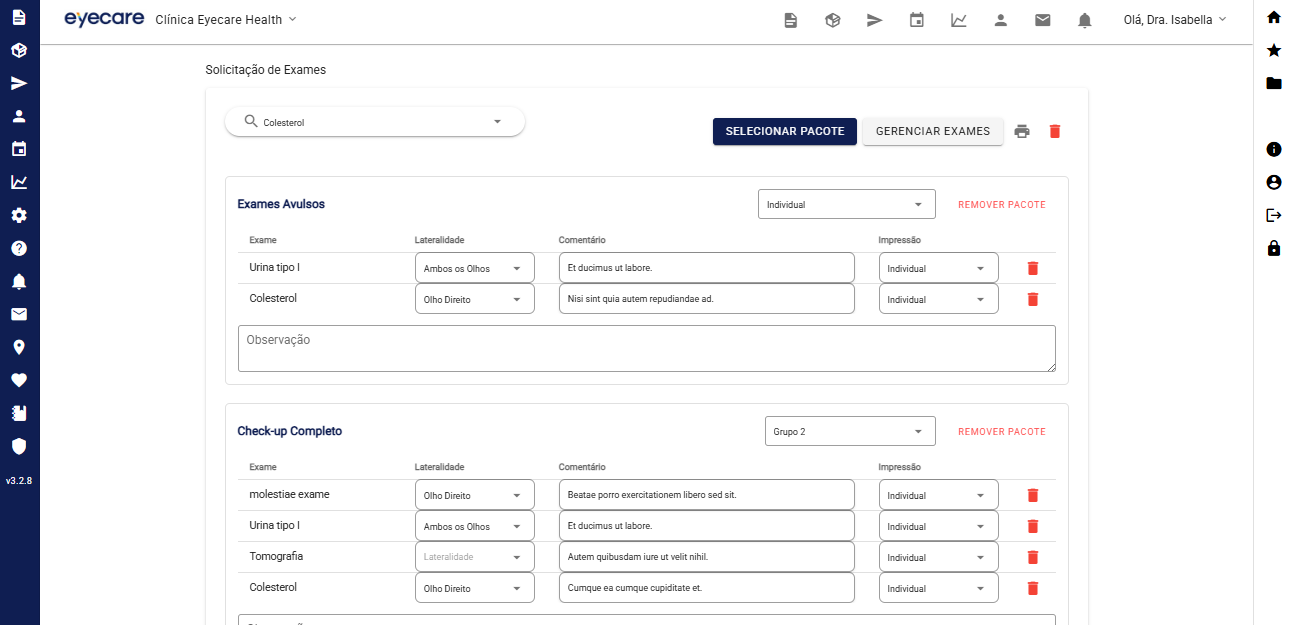 eyecare Clínica Eyecare Health Olá, Dra. Isabella
Solicitação de Exames
Colesterol
SELECIONAR PACOTE GERENCIAR EXAMES
Exames Avulsos Individual REMOVER PACOTE
Exame Lateralidade Comentário Impressão
Urina tipo I Ambos os Olhos Et ducimus ut labore. Individual
Colesterol Olho Direito Nisi sint quia autem repudiandae ad. Individual
Observação
Check-up Completo Grupo 2 REMOVER PACOTE
Exame Lateralidade Comentário Impressão
molestiae exame Olho Direito Beatae porro exercitationem libero sed sit. Individual
Urina tipo I Ambos os Olhos Et ducimus ut labore. Individual
Tomografia Lateralidade Autem quibusdam iure ut velit nihil. Individual
Colesterol Olho Direito Cumque ea cumque cupiditate et. Individual
v3.2.8